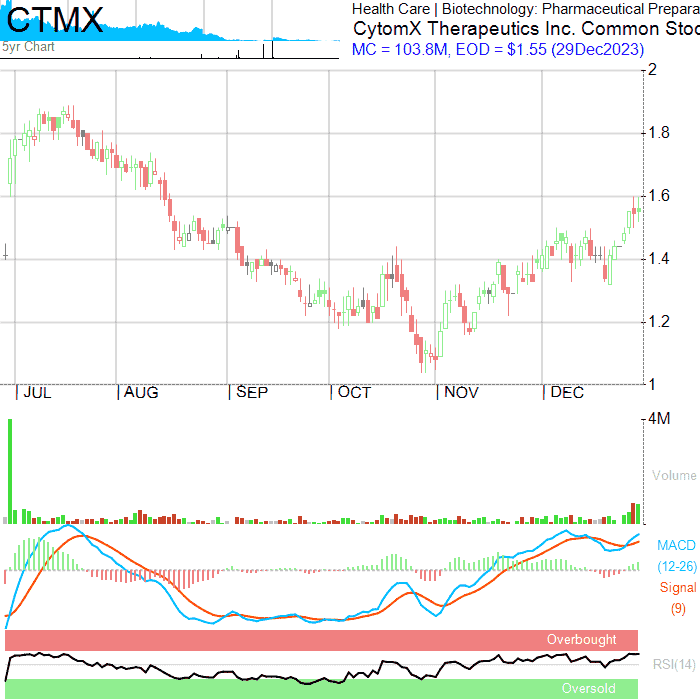 CTMX
5yr Chart
Health Care | Biotechnology: Pharmaceutical Prepara
CytomX Therapeutics Inc. Common Stoc
MC = 103.8M, EOD = $1.55 (29Dec2023)
2
1.8
1.6
1.4
1.2
1
JUL AUG SEP OCT NOV DEC
4M
Volume
MACD
(12-26)
Signal
(9)
Overbought
RSI(14)
Oversold